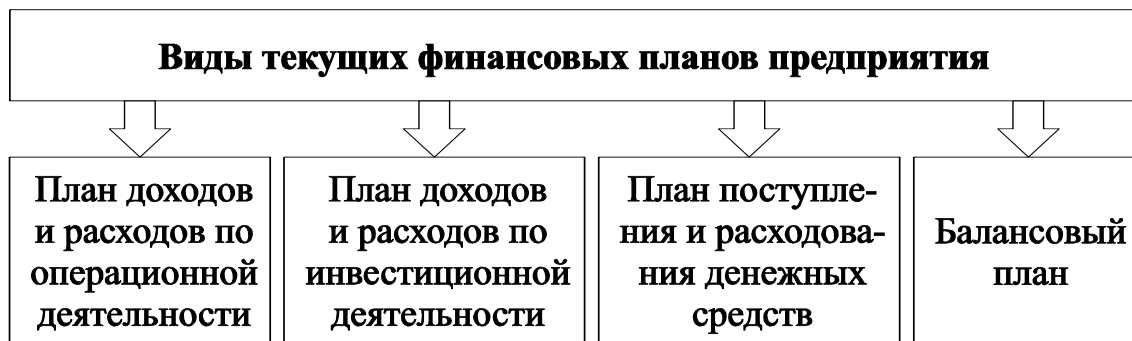 Виды текущих финансовых планов предприятия
План доходов
и расходов по
операционной
деятельности
План доходов
и расходов по
инвестиционной
деятельности
План поступле-
ния и расходова-
ния денежных
средств
Балансовый
план